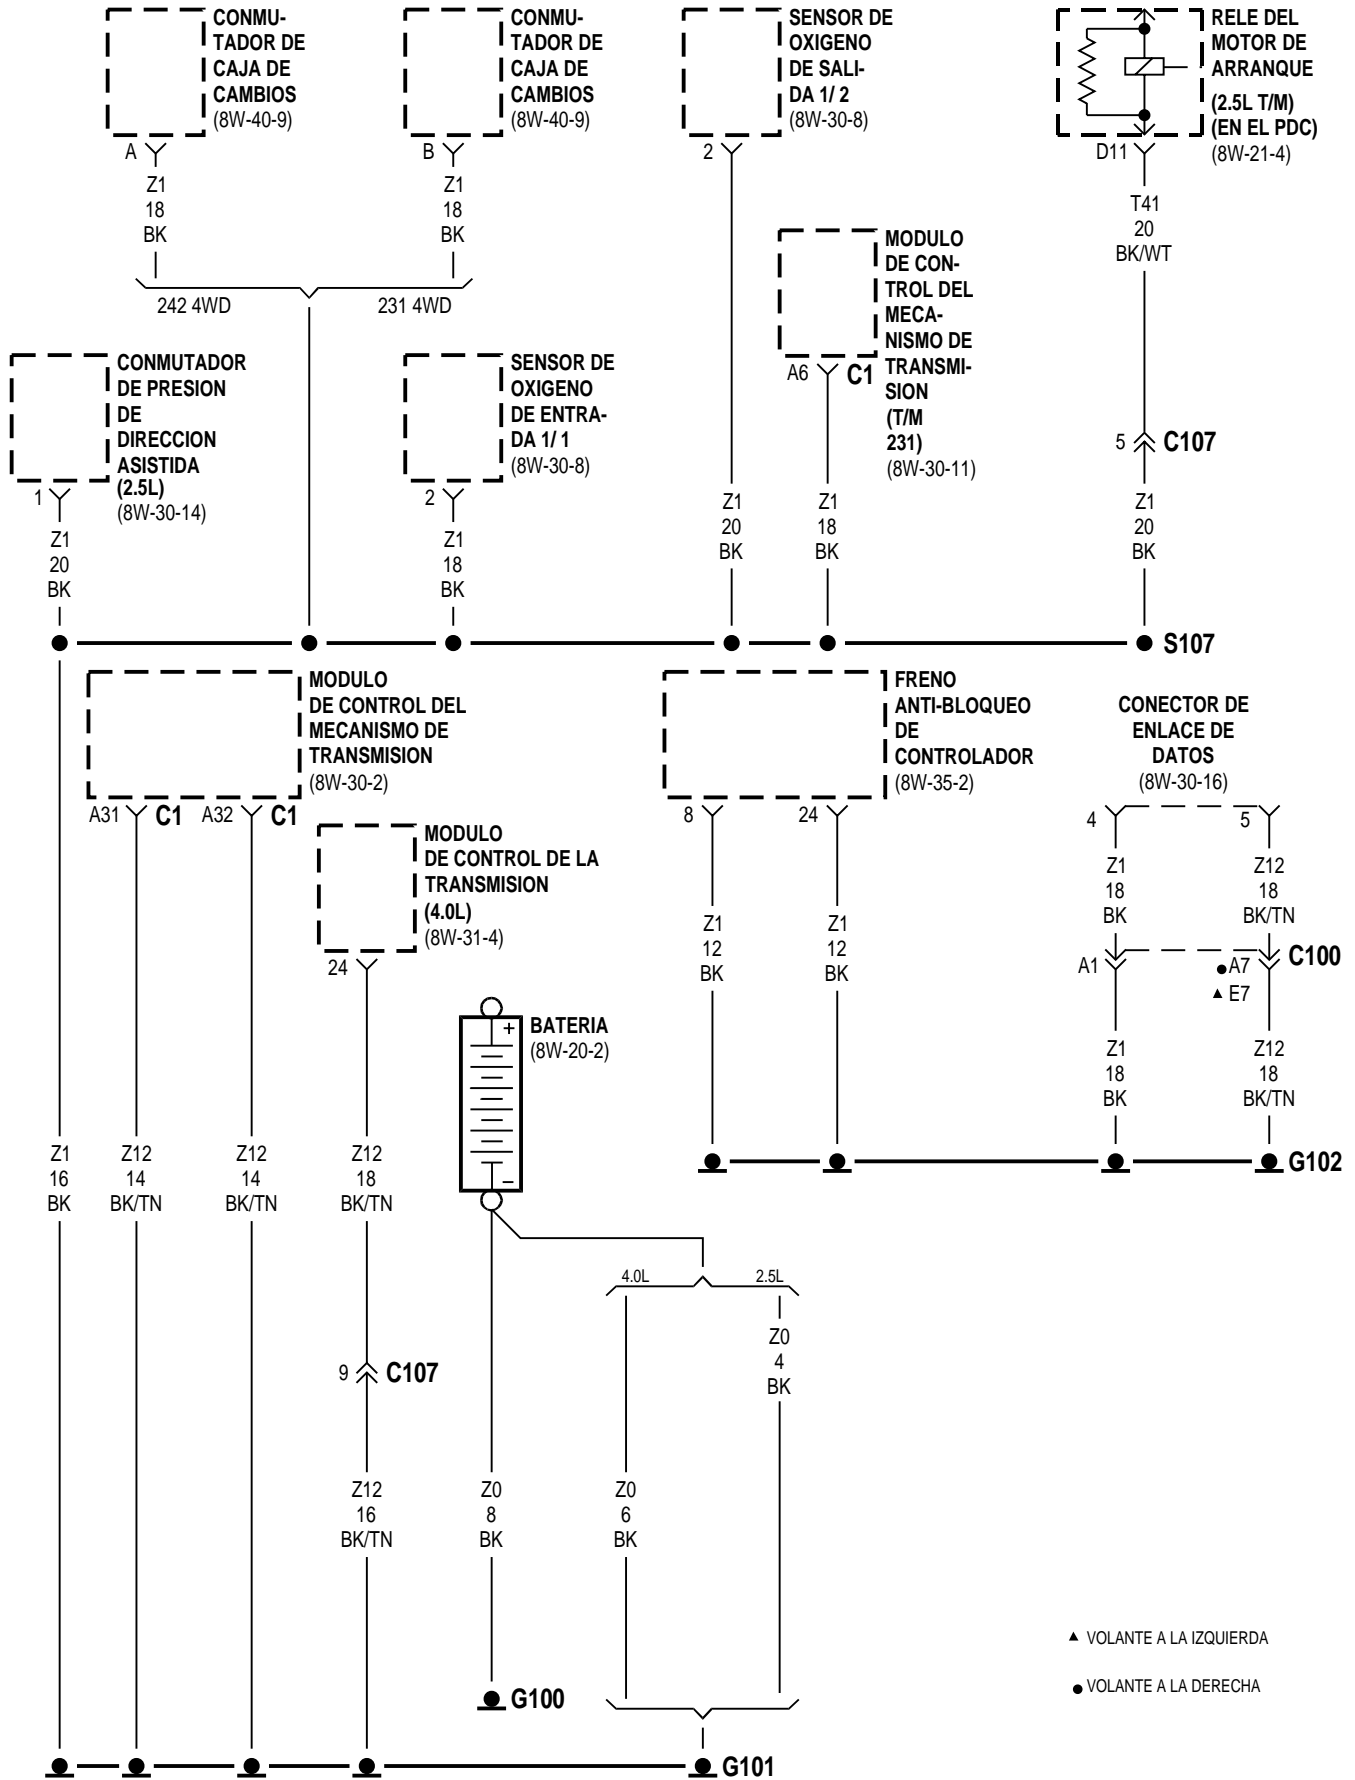 CONMU-
TADOR DE
CAJA DE
CAMBIOS
(8W-40-9)
A
Z1
18
BK
CONMU-
TADOR DE
CAJA DE
CAMBIOS
(8W-40-9)
B
Z1
18
BK
242 4WD
231 4WD
SENSOR DE
OXIGENO
DE SALI-
DA 1/ 2
(8W-30-8)
2
Z1
20
BK
RELE DEL
MOTOR DE
ARRANQUE
(2.5L T/M)
(EN EL PDC)
(8W-21-4)
D11
T41
20
BK/WT
5
C107
Z1
20
BK
MODULO
DE CON-
TROL DEL
MECA-
NISMO DE
TRANSMI-
SION
(T/M
231)
(8W-30-11)
A6
C1
Z1
18
BK
CONMUTADOR
DE PRESION
DE
DIRECCION
ASISTIDA
(2.5L)
(8W-30-14)
1
Z1
20
BK
SENSOR DE
OXIGENO
DE ENTRA-
DA 1/ 1
(8W-30-8)
2
Z1
18
BK
S107
MODULO
DE CONTROL DEL
MECANISMO DE
TRANSMISION
(8W-30-2)
A31
C1
A32
C1
MODULO
DE CONTROL DE LA
TRANSMISION
(4.0L)
(8W-31-4)
24
FRENO
ANTI-BLOQUEO
DE
CONTROLADOR
(8W-35-2)
8
24
Z1
12
BK
Z1
12
BK
CONECTOR DE
ENLACE DE
DATOS
(8W-30-16)
4
5
Z1
18
BK
Z12
18
BK/TN
A1
● A7
▲ E7
C100
Z1
18
BK
Z12
18
BK/TN
G102
+
BATERIA
(8W-20-2)
–
Z1
16
BK
Z12
14
BK/TN
Z12
14
BK/TN
Z12
18
BK/TN
4.0L
2.5L
9
C107
Z0
4
BK
Z12
16
BK/TN
Z0
8
BK
Z0
6
BK
▲ VOLANTE A LA IZQUIERDA
● VOLANTE A LA DERECHA
G100
G101